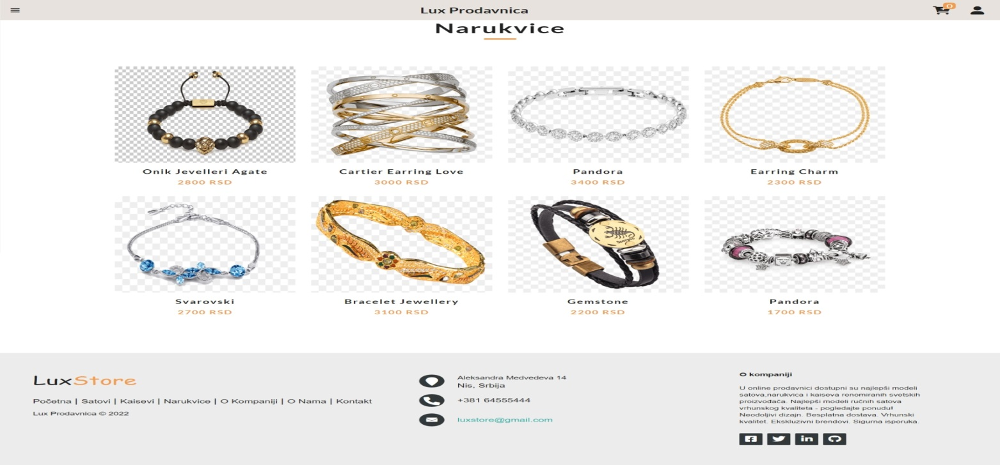 Lux Prodavnica
0
Narukvice
Onik Jevelleri Agate
2800 RSD
Cartier Earring Love
3000 RSD
Pandora
3400 RSD
Earring Charm
2300 RSD
Scorpio
Svarovski
2700 RSD
Bracelet Jewellery
3100 RSD
Gemstone
2200 RSD
Pandora
1700 RSD
LuxStore
Početna | Satovi | Kaisevi | Narukvice | O Kompaniji | O Nama | Kontakt
Lux Prodavnica © 2022
Aleksandra Medvedeva 14
Nis, Srbija
+381 64555444
luxstore@gmail.com
O kompaniji
U online prodavnici dostupni su najlepši modeli
satova,narukvica i kaiseva renomiranih svetskih
proizvođača. Najlepši modeli ručnih satova
vrhunskog kvaliteta - pogledajte ponudu!
Neodoljivi dizajn. Besplatna dostava. Vrhunski
kvalitet. Ekskluzivni brendovi. Sigurna isporuka.